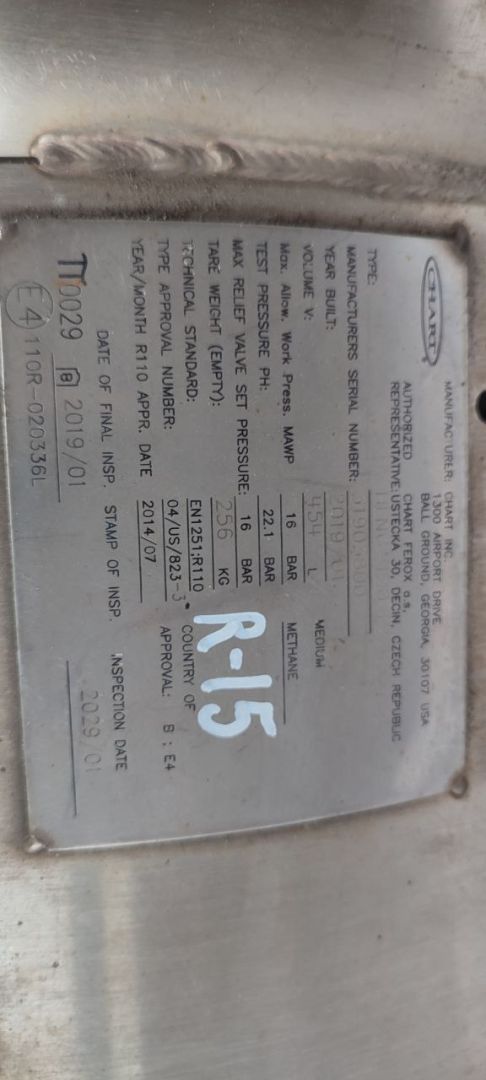 CHART
MANUFACTURER: CHART INC.
1300 AIRPORT DRIVE
BALL GROUND, GEORGIA, 30107 USA
AUTHORIZED CHART FEROX a.s.
REPRESENTATIVE: USTECKA 30, DECIN, CZECH REPUBLIC
TYPE:
MANUFACTURERS SERIAL NUMBER:
YEAR BUILT: 2019
VOLUME V: 454 L MEDIUM
Max. Allow. Work Press. MAWP 16 BAR METHANE
TEST PRESSURE PH: 22.1 BAR
MAX RELIEF VALVE SET PRESSURE: 16 BAR
TARE WEIGHT (EMPTY): 256 KG
R-15
TECHNICAL STANDARD: EN1251;R110 COUNTRY OF
TYPE APPROVAL NUMBER: 04/US/823-3 APPROVAL: B ; E4
YEAR/MONTH R110 APPR. DATE 2014/07
DATE OF FINAL INSP. STAMP OF INSP. INSPECTION DATE
0029 2019/01 2029/01
E4 110R-020336L